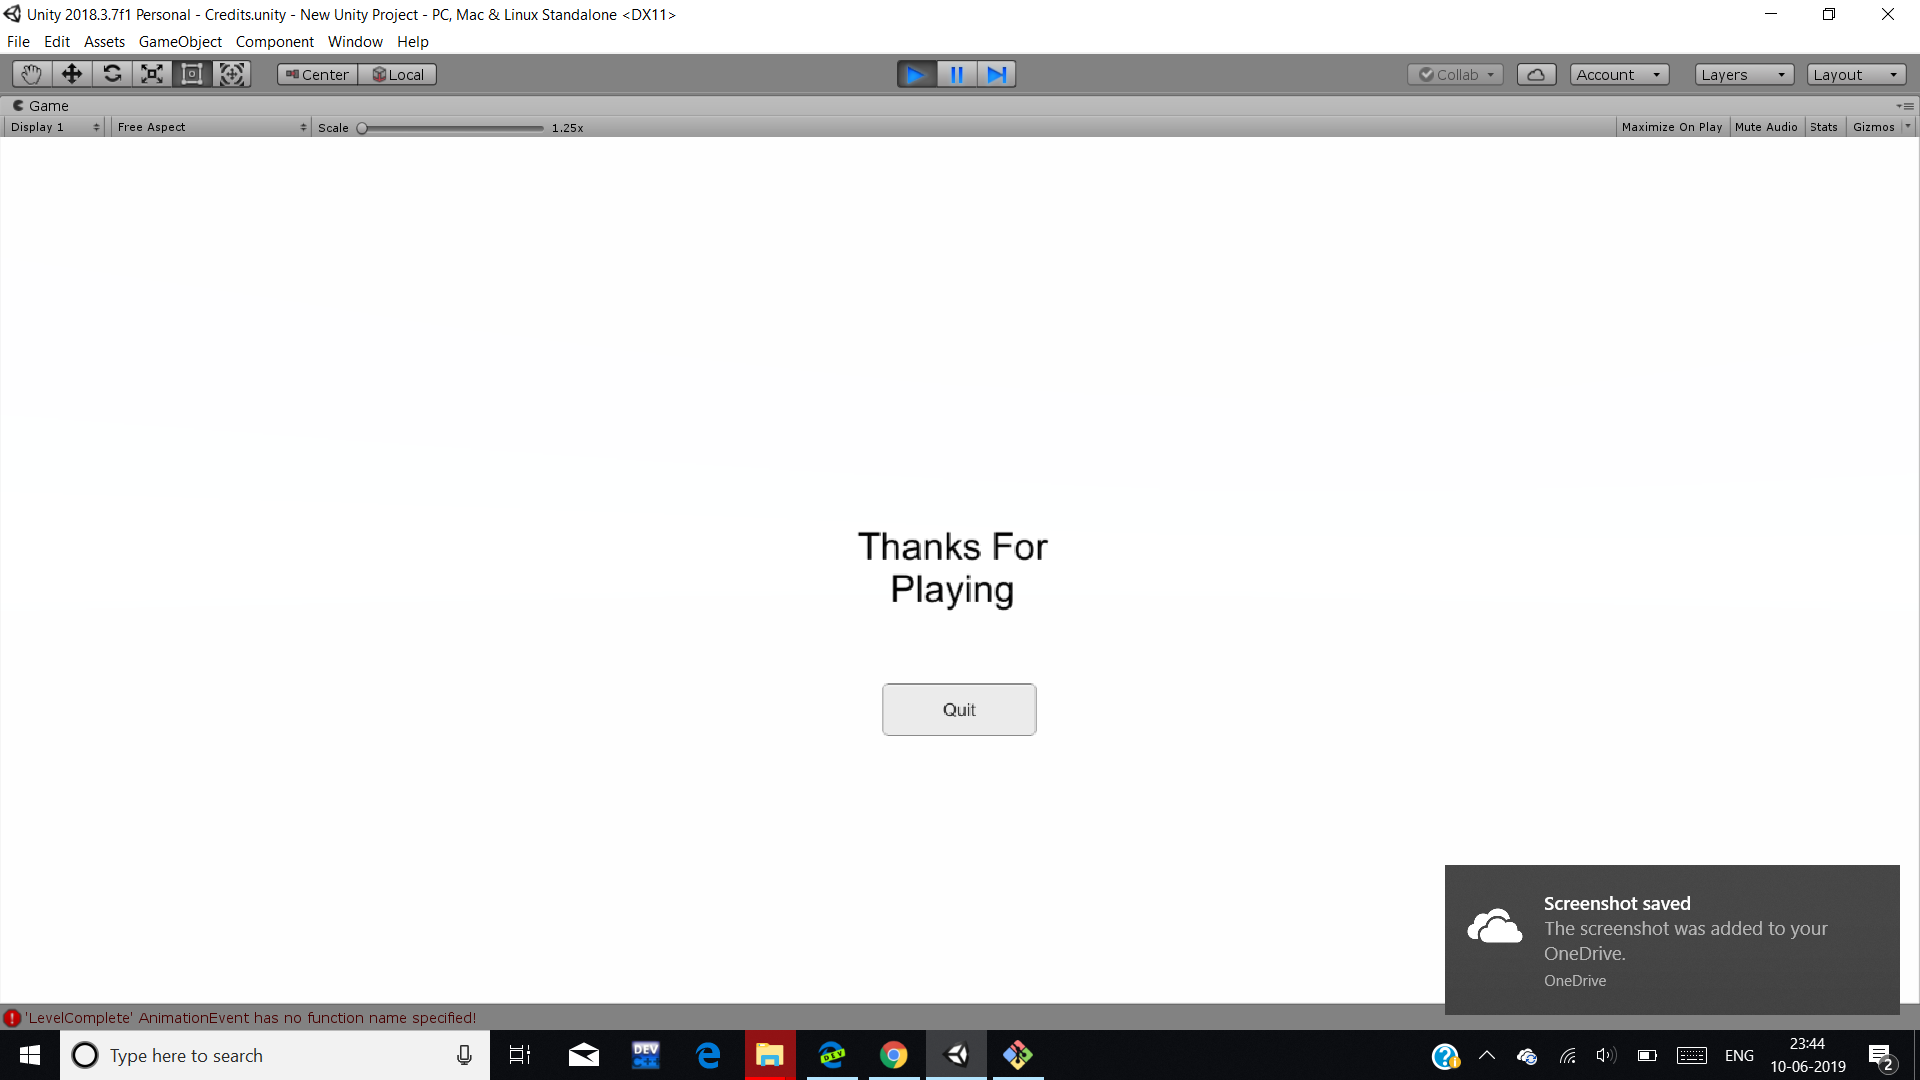 Unity 2018.3.7f1 Personal - Credits.unity - New Unity Project - PC, Mac & Linux Standalone <DX11>
File Edit Assets GameObject Component Window Help
Center Local Collab Account Layers Layout
Game
Display 1 Free Aspect Scale 1.25x Maximize On Play Mute Audio Stats Gizmos
Thanks For
Playing
Quit
Screenshot saved
The screenshot was added to your
OneDrive.
OneDrive
'LevelComplete' AnimationEvent has no function name specified!
Type here to search
DEV
C++
DEV
ENG
23:44
10-06-2019
2